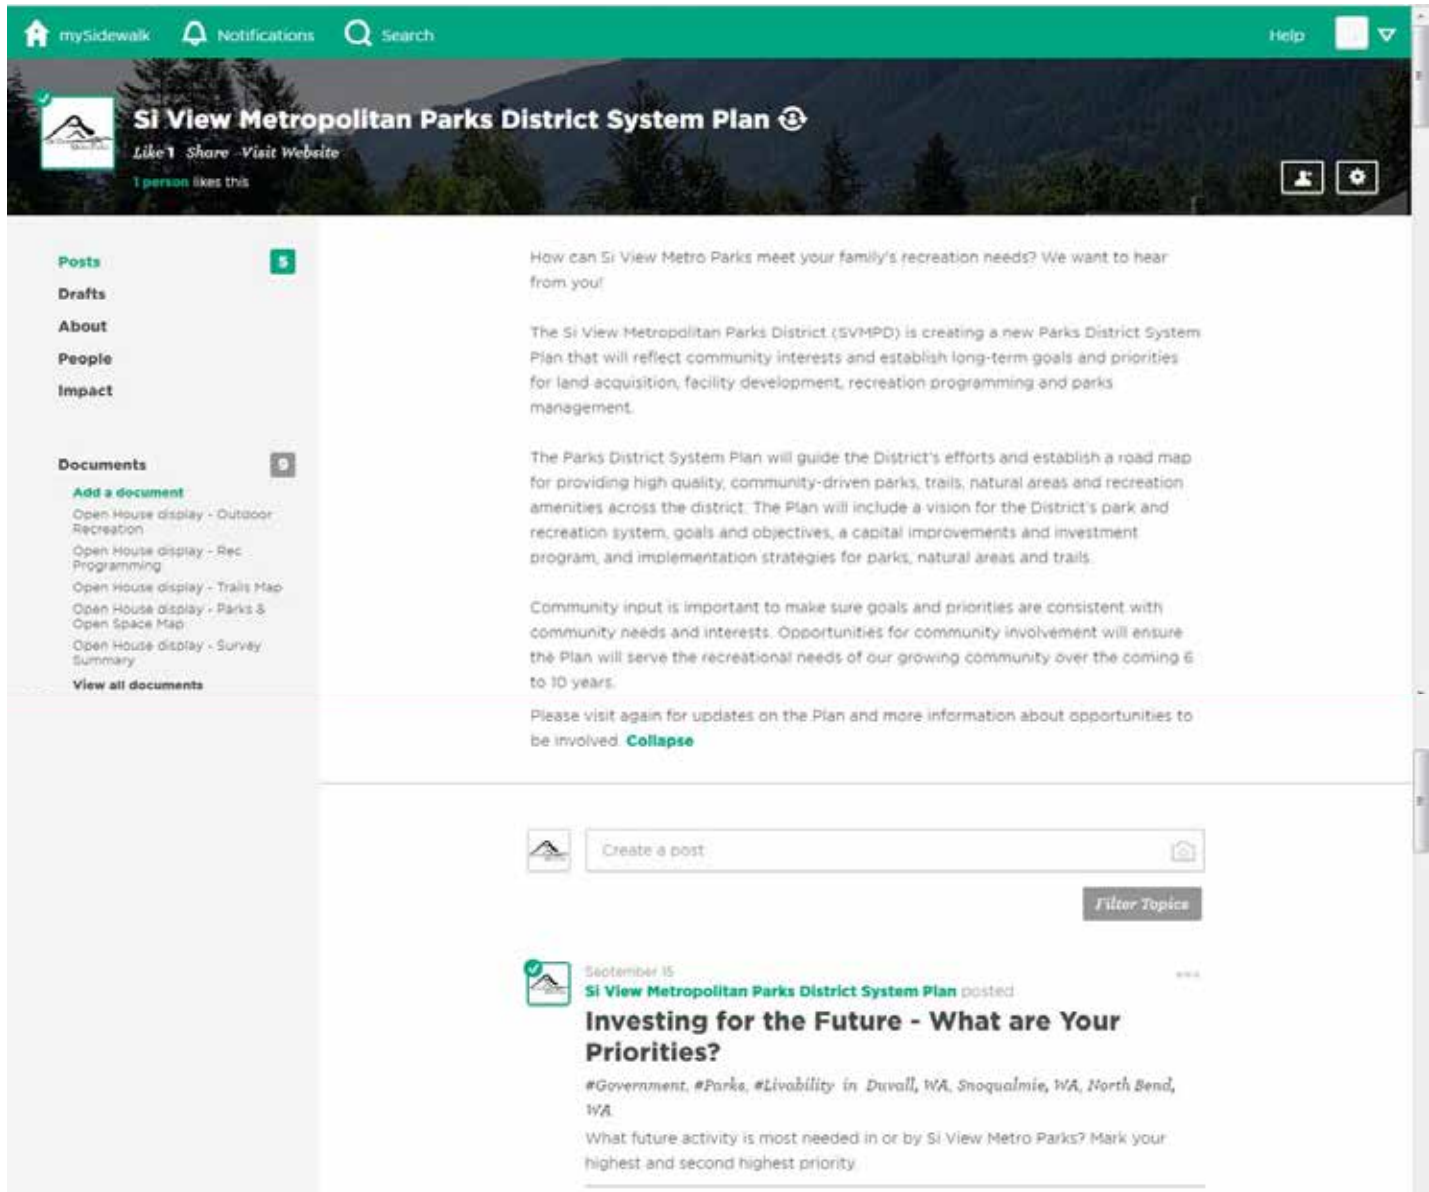 mySidewalk Notifications Search Help
Si View Metropolitan Parks District System Plan
Like 1 Share Visit Website
1 person likes this
Posts 5
Drafts
About
People
Impact
Documents 9
Add a document
Open House display - Outdoor
Recreation
Open House display - Rec
Programming
Open House display - Trails Map
Open House display - Parks &
Open Space Map
Open House display - Survey
Summary
View all documents
How can Si View Metro Parks meet your family's recreation needs? We want to hear
from you!
The Si View Metropolitan Parks District (SVMPD) is creating a new Parks District System
Plan that will reflect community interests and establish long-term goals and priorities
for land acquisition, facility development, recreation programming and parks
management.
The Parks District System Plan will guide the District's efforts and establish a road map
for providing high quality, community-driven parks, trails, natural areas and recreation
amenities across the district. The Plan will include a vision for the District's park and
recreation system, goals and objectives, a capital improvements and investment
program, and implementation strategies for parks, natural areas and trails.
Community input is important to make sure goals and priorities are consistent with
community needs and interests. Opportunities for community involvement will ensure
the Plan will serve the recreational needs of our growing community over the coming 6
to 10 years.
Please visit again for updates on the Plan and more information about opportunities to
be involved. Collapse
Create a post
Filter Topics
September 15
Si View Metropolitan Parks District System Plan posted
Investing for the Future - What are Your
Priorities?
#Government, #Parks, #Livability in Duvall, WA, Snoqualmie, WA, North Bend,
WA
What future activity is most needed in or by Si View Metro Parks? Mark your
highest and second highest priority.